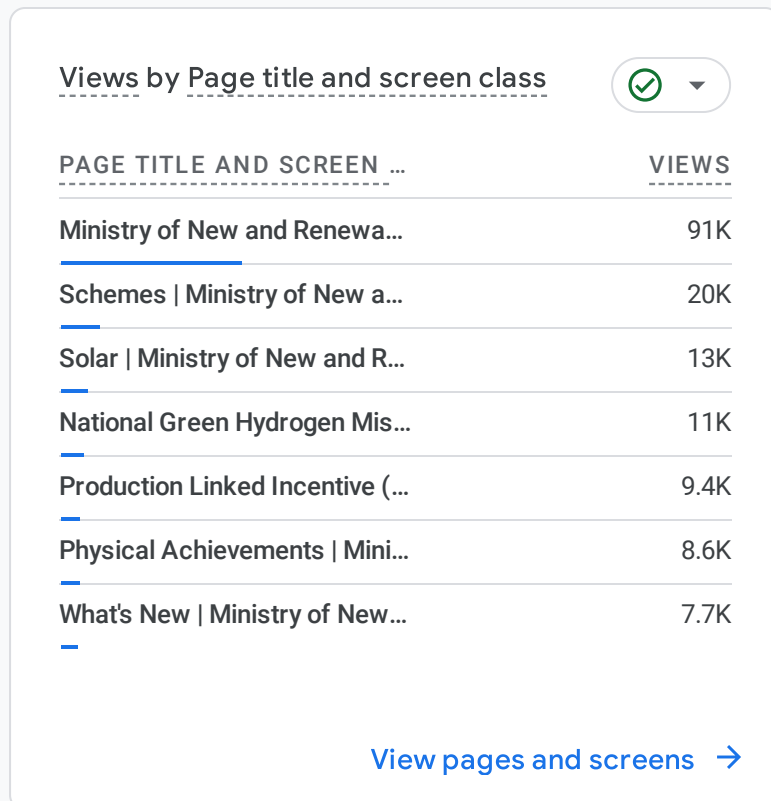 Views by Page title and screen class
PAGE TITLE AND SCREEN … VIEWS
Ministry of New and Renewa… 91K
Schemes | Ministry of New a… 20K
Solar | Ministry of New and R… 13K
National Green Hydrogen Mis… 11K
Production Linked Incentive (… 9.4K
Physical Achievements | Mini… 8.6K
What's New | Ministry of New… 7.7K
View pages and screens